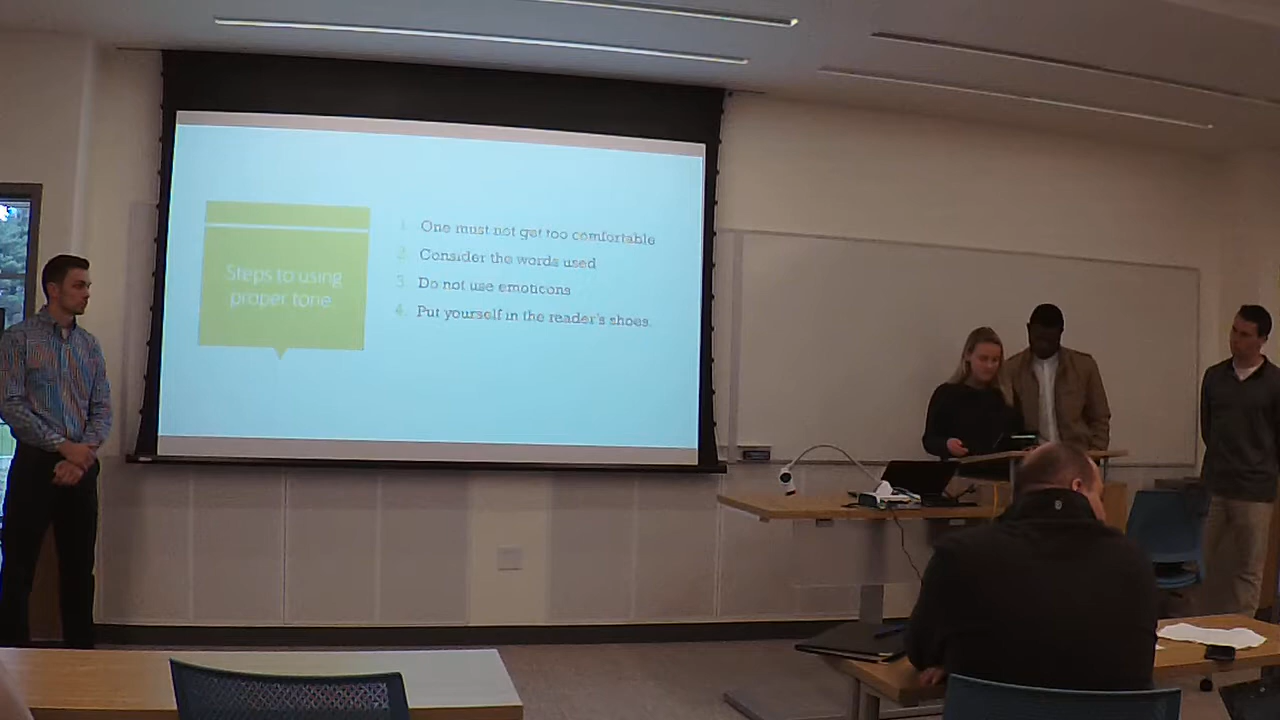 Steps to using
proper tone
1. One must not get too comfortable
2. Consider the words used
3. Do not use emoticons
4. Put yourself in the reader's shoes.